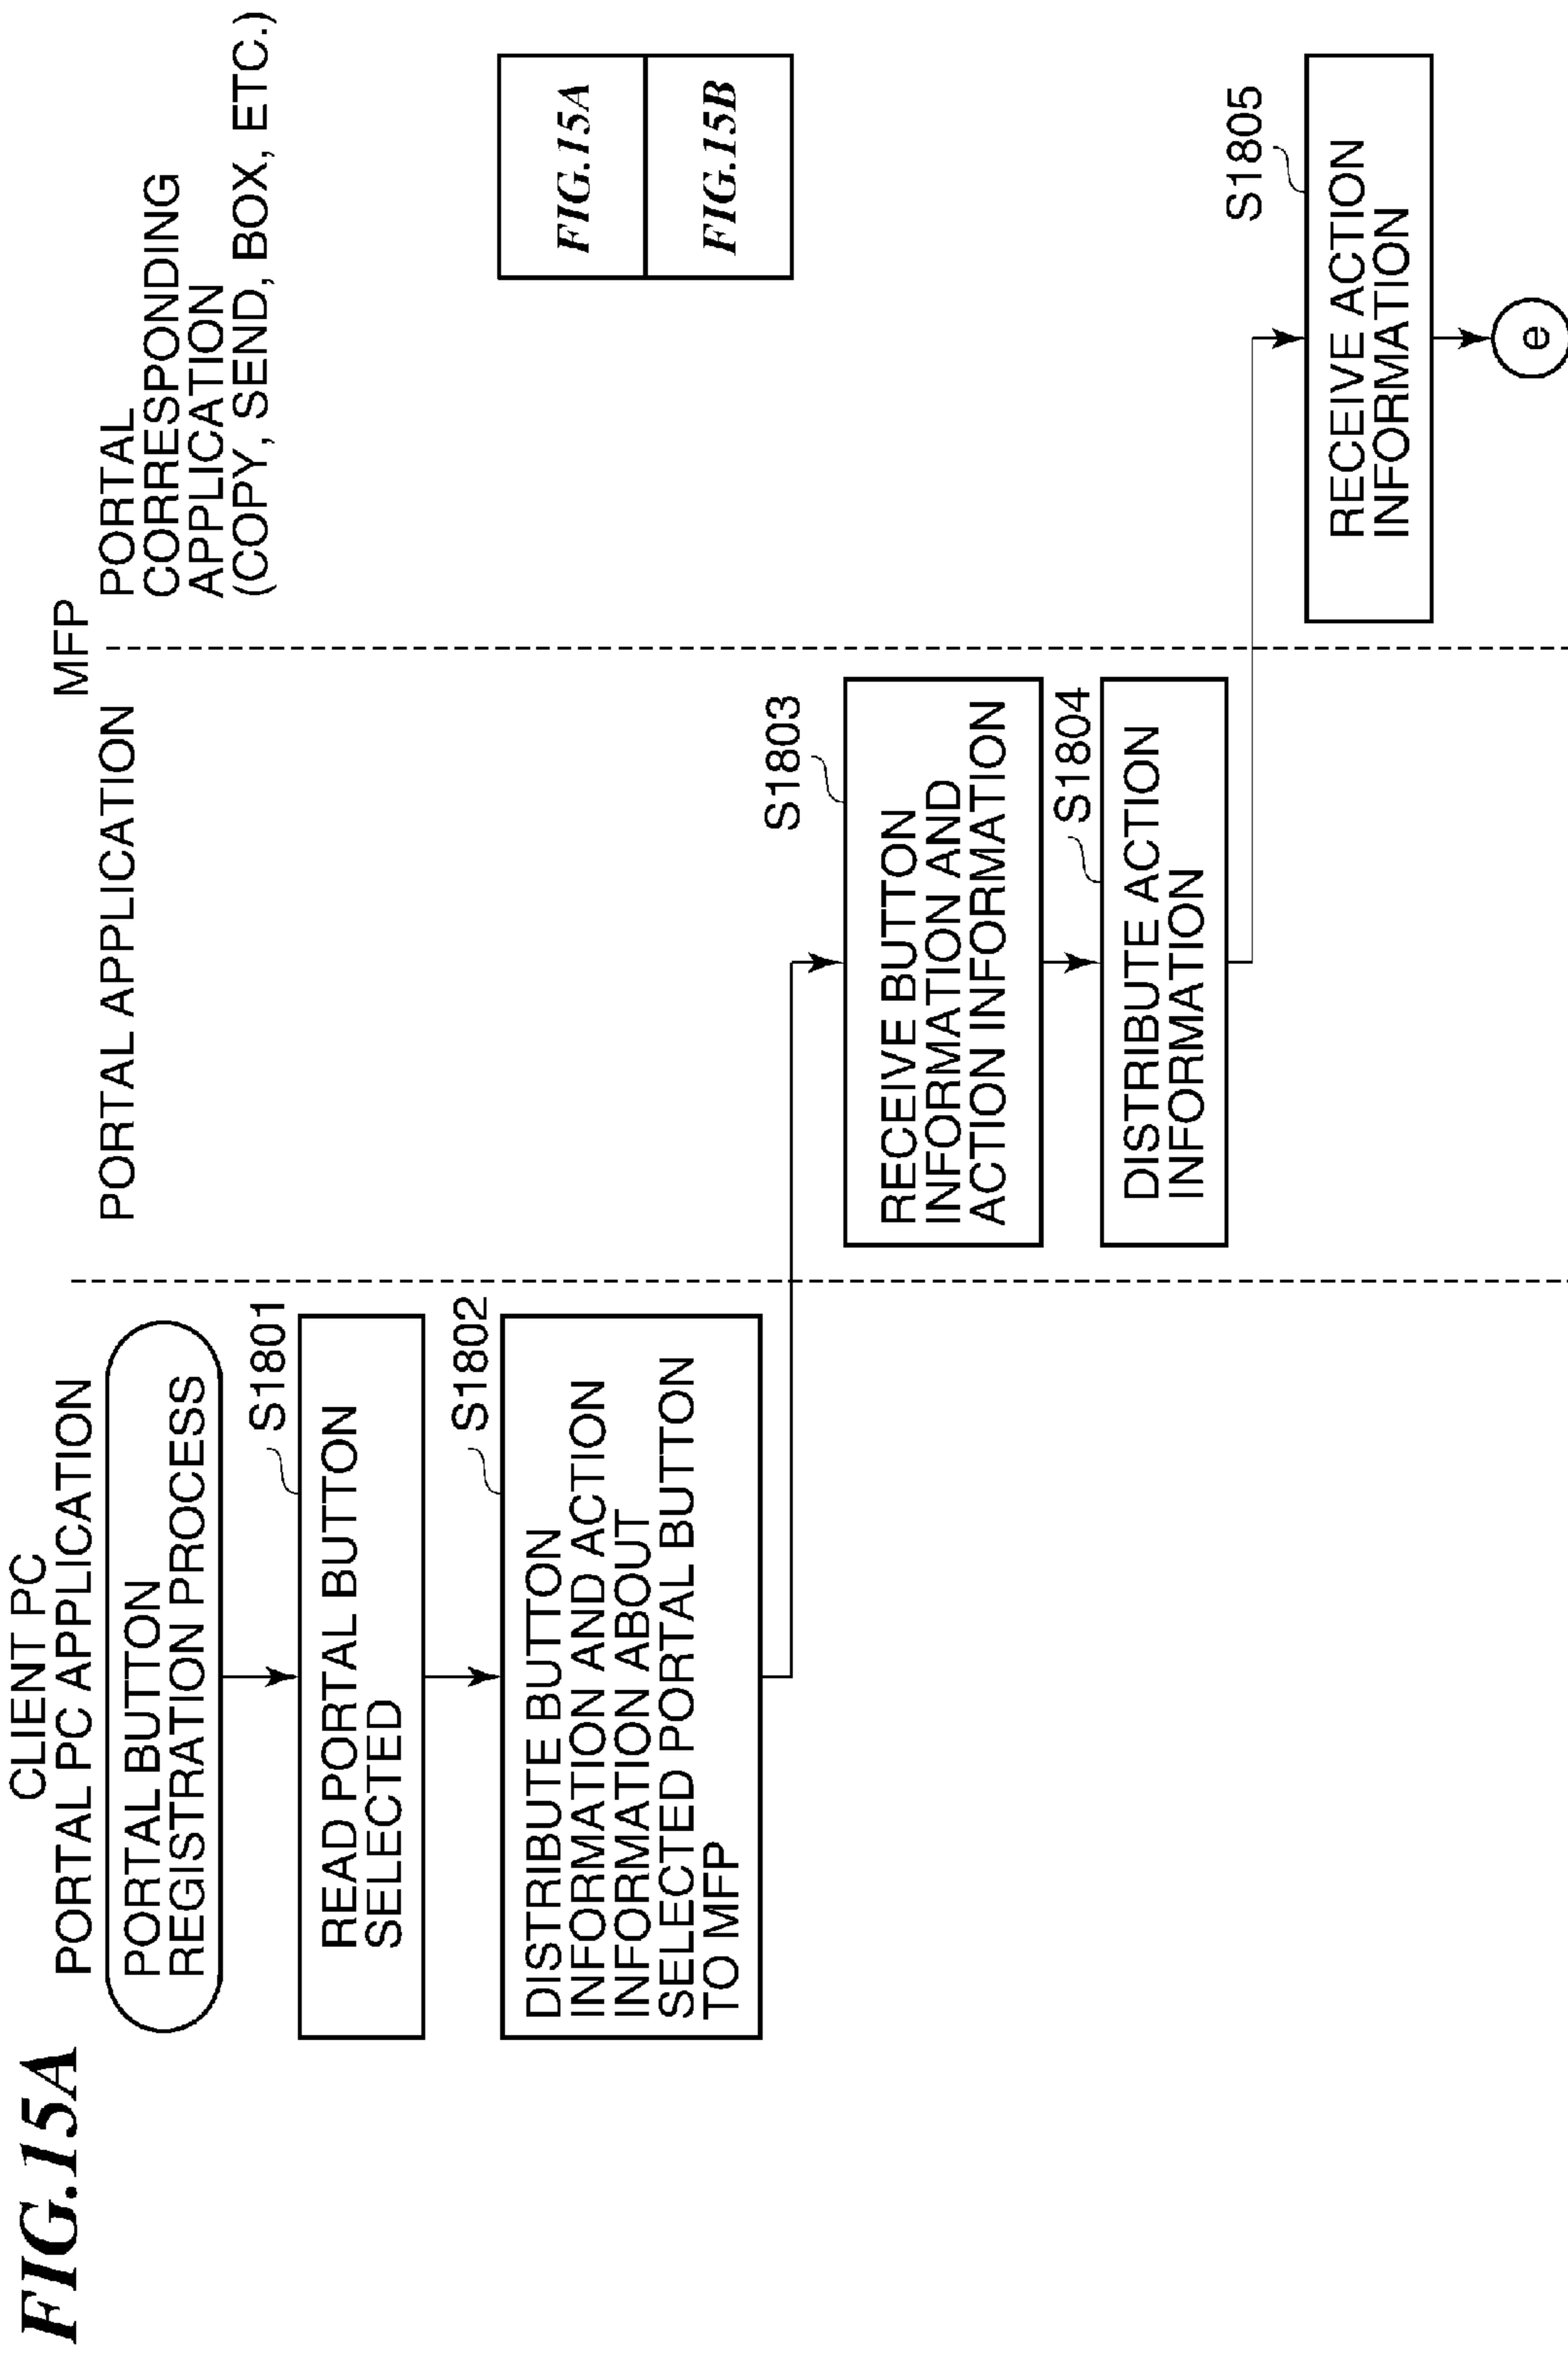 FIG.15A
CLIENT PC
PORTAL PC APPLICATION
MFP
PORTAL APPLICATION
PORTAL
CORRESPONDING
APPLICATION
(COPY, SEND, BOX, ETC.)
PORTAL BUTTON
REGISTRATION PROCESS
S1801
READ PORTAL BUTTON
SELECTED
S1802
DISTRIBUTE BUTTON
INFORMATION AND ACTION
INFORMATION ABOUT
SELECTED PORTAL BUTTON
TO MFP
FIG.15A
FIG.15B
S1803
RECEIVE BUTTON
INFORMATION AND
ACTION INFORMATION
S1804
DISTRIBUTE ACTION
INFORMATION
S1805
RECEIVE ACTION
INFORMATION
e